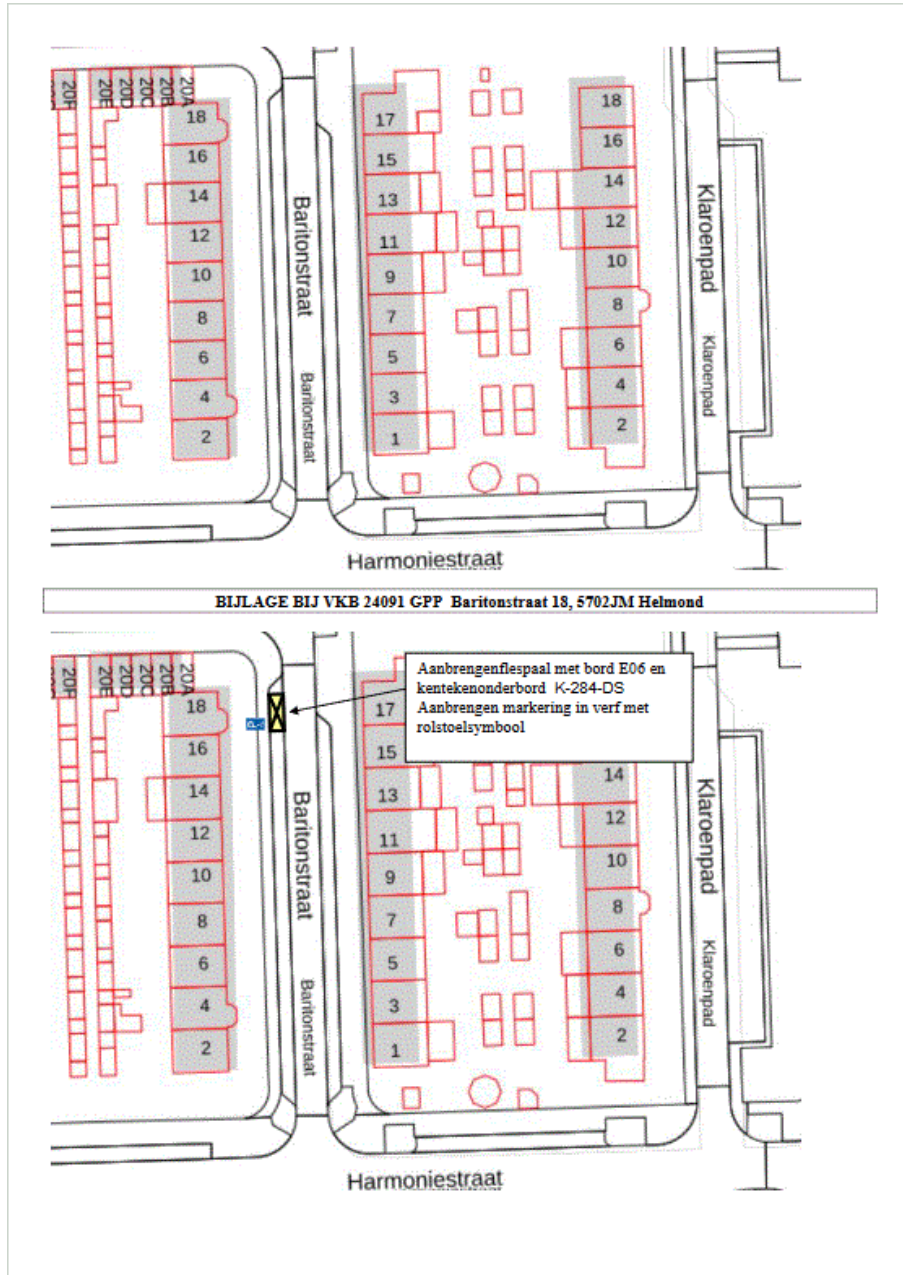 20F
20E
20D
20C
20B
20A
18
16
14
12
10
8
6
4
2
Baritonstraat
Baritonstraat
17
15
13
11
9
7
5
3
1
18
16
14
12
10
8
6
4
2
Klaroenpad
Klaroenpad
Harmoniestraat
BIJLAGE BIJ VKB 24091 GPP Baritonstraat 18, 5702JM Helmond
20F
20E
20D
20C
20B
20A
18
16
14
12
10
8
6
4
2
Baritonstraat
Baritonstraat
Aanbrengenflespaal met bord E06 en
kentekenonderbord K-284-DS
Aanbrengen markering in verf met
rolstoelsymbool
17
15
13
11
9
7
5
3
1
14
12
10
8
6
4
2
Klaroenpad
Klaroenpad
Harmoniestraat